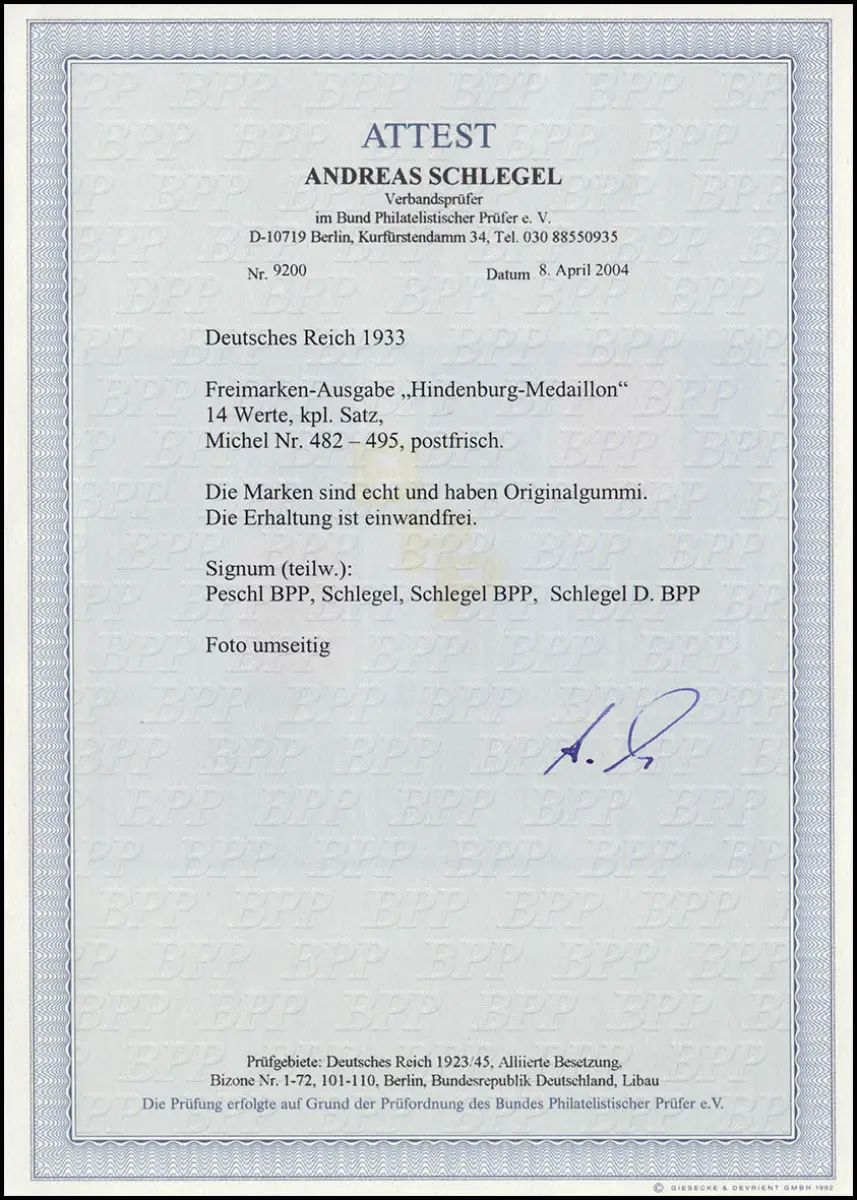 ATTEST
ANDREAS SCHLEGEL
Verbandsprüfer
im Bund Philatelistischer Prüfer e. V.
D-10719 Berlin, Kurfürstendamm 34, Tel. 030 88550935
Nr. 9200 Datum 8. April 2004
Deutsches Reich 1933
Freimarken-Ausgabe „Hindenburg-Medaillon“
14 Werte, kpl. Satz,
Michel Nr. 482 – 495, postfrisch.
Die Marken sind echt und haben Originalgummi.
Die Erhaltung ist einwandfrei.
Signum (teilw.):
Peschl BPP, Schlegel, Schlegel BPP, Schlegel D. BPP
Foto umseitig
Prüfgebiete: Deutsches Reich 1923/45, Alliierte Besetzung,
Bizone Nr. 1-72, 101-110, Berlin, Bundesrepublik Deutschland, Libau
Die Prüfung erfolgte auf Grund der Prüfordnung des Bundes Philatelistischer Prüfer e.V.
© GIESECKE & DEVRIENT GMBH 1992